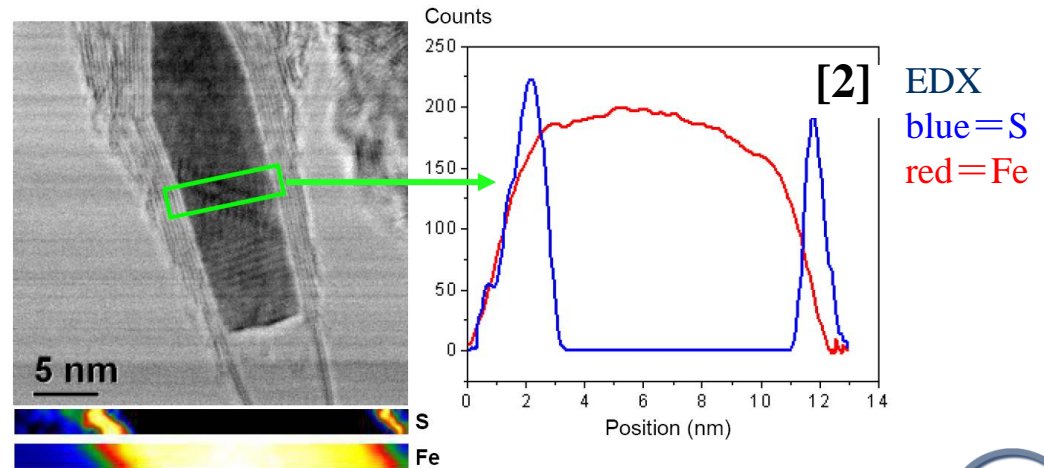 Counts
250
200
150
100
50
0
0 2 4 6 8 10 12 14
Position (nm)
[2]
EDX
blue=S
red=Fe
5 nm
S
Fe